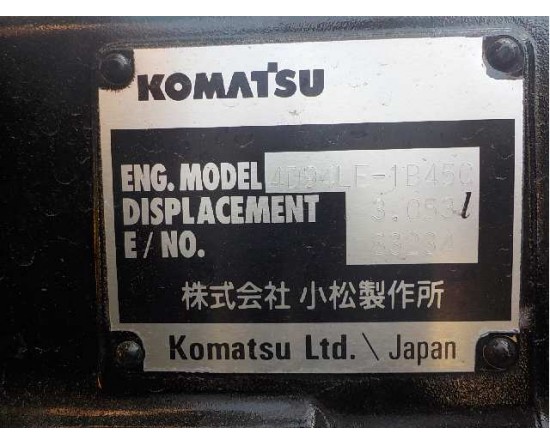 KOMATSU
ENG. MODEL 4D94LE-1B45C
DISPLACEMENT 3.053 l
E / NO.
株式会社 小松製作所
Komatsu Ltd. \ Japan